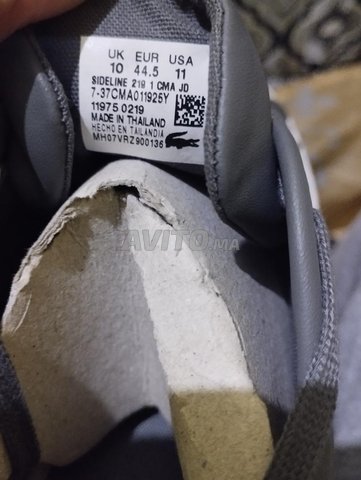 UK EUR USA
10 44.5 11
SIDELINE 219 1 CMA JD
7-37CMA011925Y
11975 0219
MADE IN THAILAND
HECHO EN TAILANDIA
MH07VRZ900136
AVITO.MA